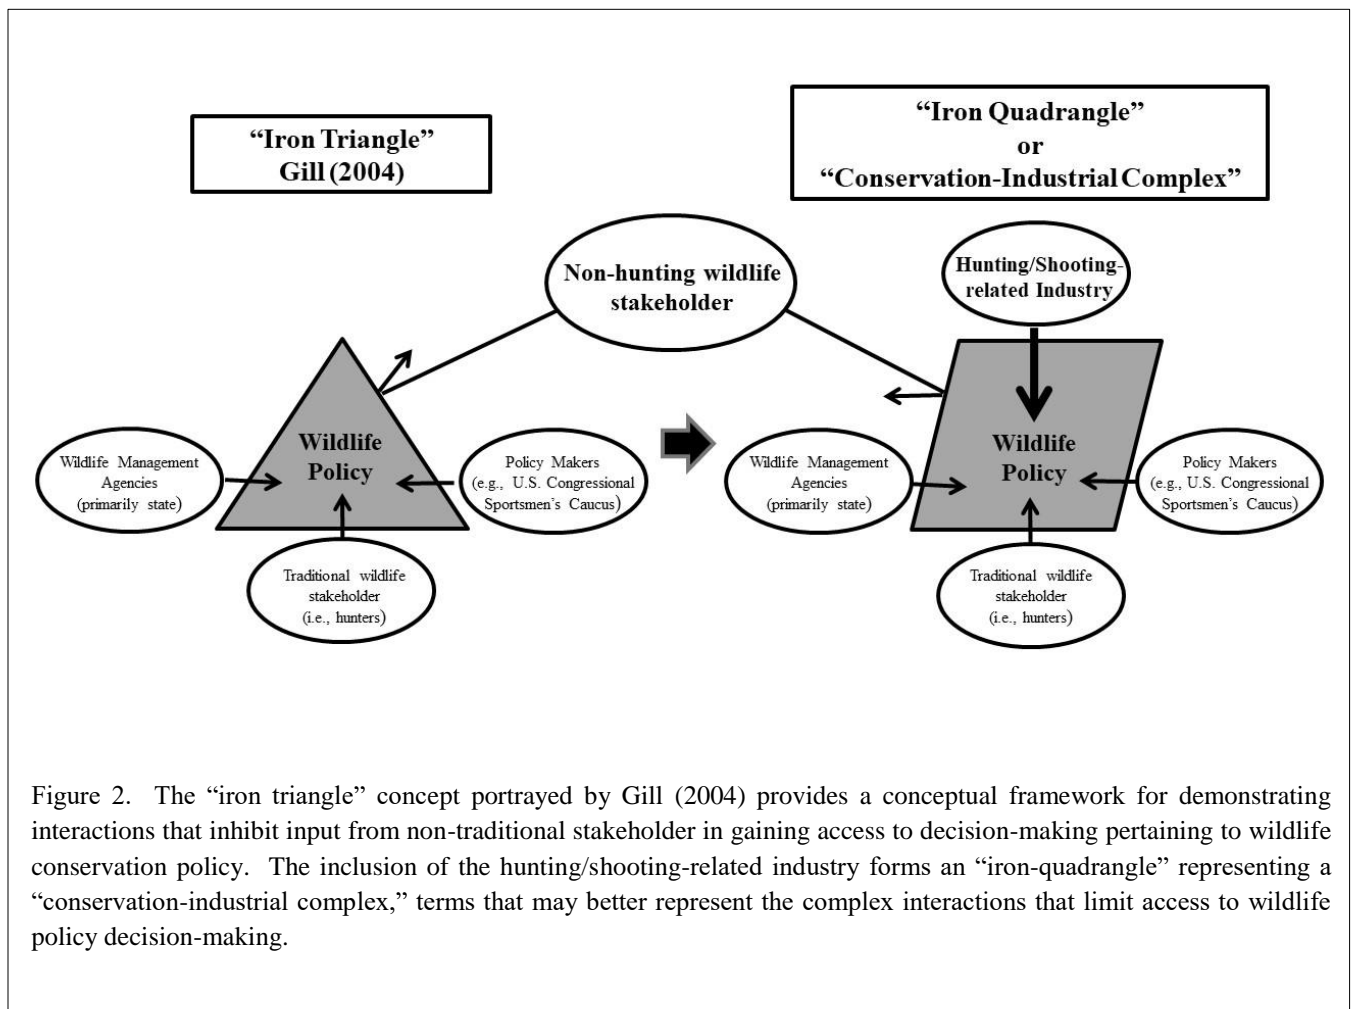 “Iron Triangle”
Gill (2004)
“Iron Quadrangle”
or
“Conservation-Industrial Complex”
Non-hunting wildlife
stakeholder
Hunting/Shooting-
related Industry
Wildlife
Policy
Wildlife Management
Agencies
(primarily state)
Policy Makers
(e.g., U.S. Congressional
Sportsmen’s Caucus)
Traditional wildlife
stakeholder
(i.e., hunters)
Wildlife
Policy
Wildlife Management
Agencies
(primarily state)
Policy Makers
(e.g., U.S. Congressional
Sportsmen’s Caucus)
Traditional wildlife
stakeholder
(i.e., hunters)
Figure 2. The “iron triangle” concept portrayed by Gill (2004) provides a conceptual framework for demonstrating
interactions that inhibit input from non-traditional stakeholder in gaining access to decision-making pertaining to wildlife
conservation policy. The inclusion of the hunting/shooting-related industry forms an “iron-quadrangle” representing a
“conservation-industrial complex,” terms that may better represent the complex interactions that limit access to wildlife
policy decision-making.